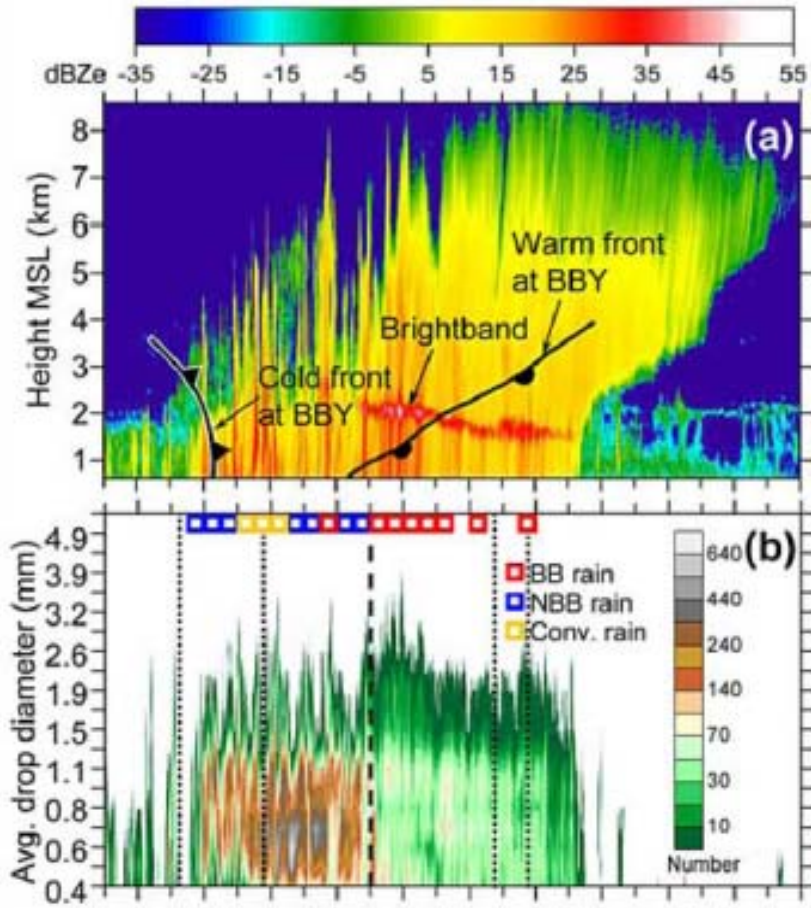 dBZe -35 -25 -15 -5 5 15 25 35 45 55
(a)
8
7
6
5
4
3
2
1
Height MSL (km)
Warm front
at BBY
Brightband
Cold front
at BBY
(b)
4.9
3.9
3.2
2.6
1.9
1.5
1.1
0.8
0.6
0.4
Avg. drop diameter (mm)
BB rain
NBB rain
Conv. rain
640
440
240
140
70
30
10
Number